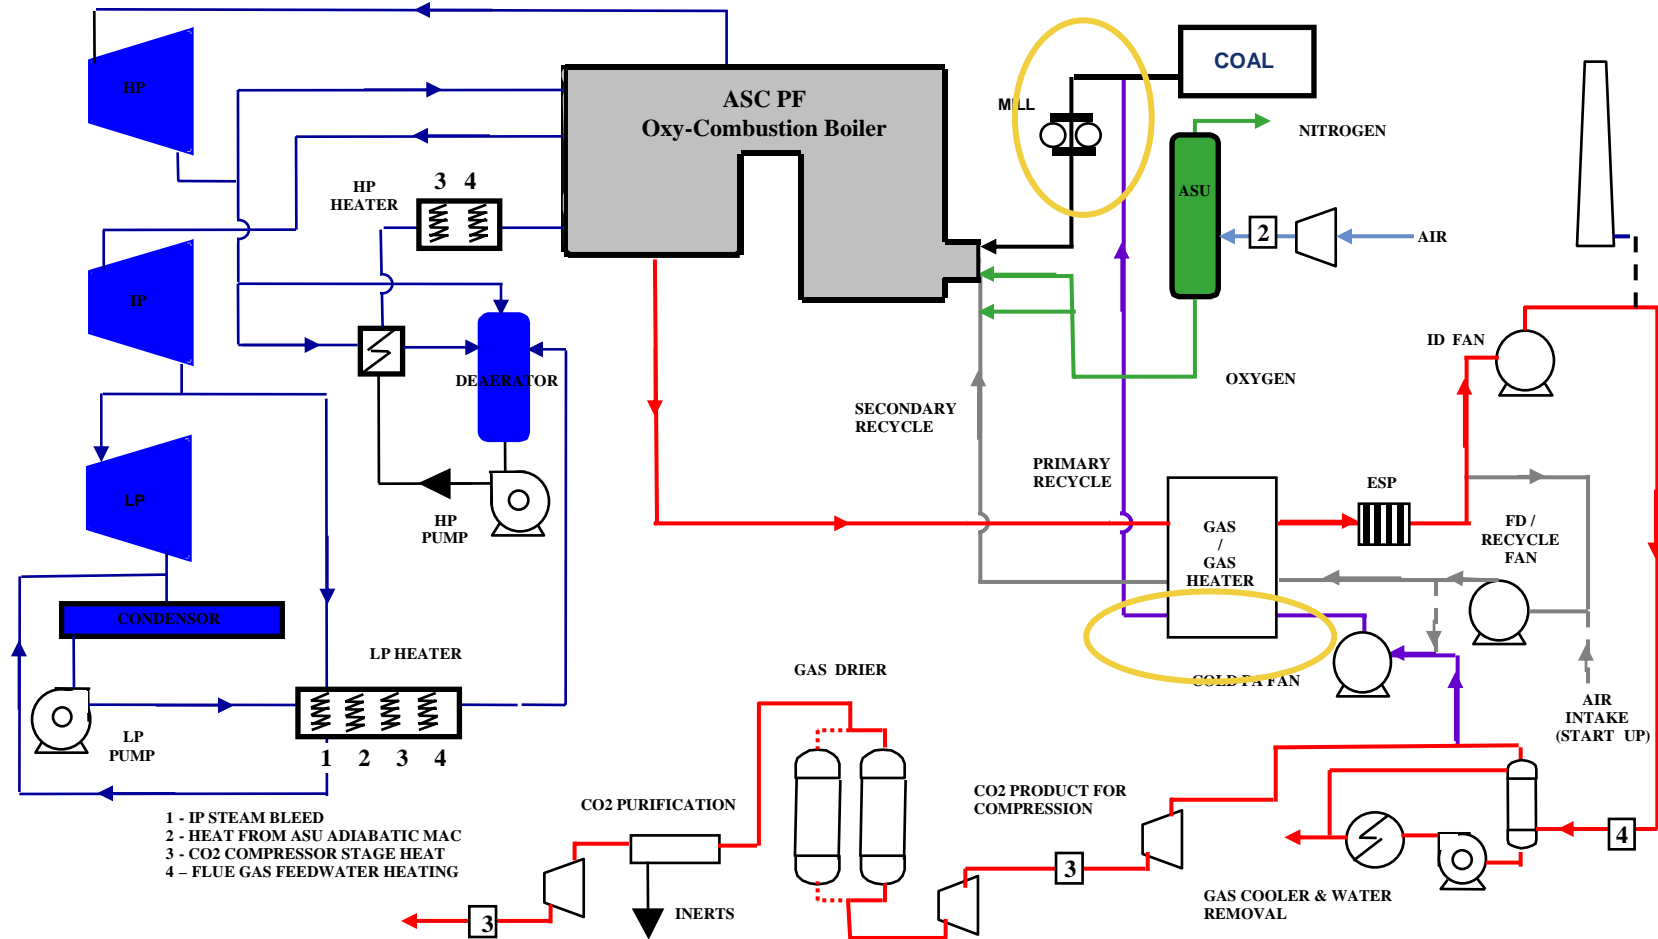 HP
ASC PF
Oxy-Combustion Boiler
MILL
COAL
NITROGEN
ASU
2
AIR
HP
HEATER
3 4
IP
DEAERATOR
ID FAN
OXYGEN
SECONDARY
RECYCLE
PRIMARY
RECYCLE
LP
HP
PUMP
GAS
/
GAS
HEATER
ESP
FD /
RECYCLE
FAN
CONDENSOR
LP HEATER
GAS DRIER
COLD PA FAN
AIR
INTAKE
(START UP)
LP
PUMP
1 2 3 4
CO2 PURIFICATION
CO2 PRODUCT FOR
COMPRESSION
1 - IP STEAM BLEED
2 - HEAT FROM ASU ADIABATIC MAC
3 - CO2 COMPRESSOR STAGE HEAT
4 – FLUE GAS FEEDWATER HEATING
4
3
INERTS
3
GAS COOLER & WATER
REMOVAL